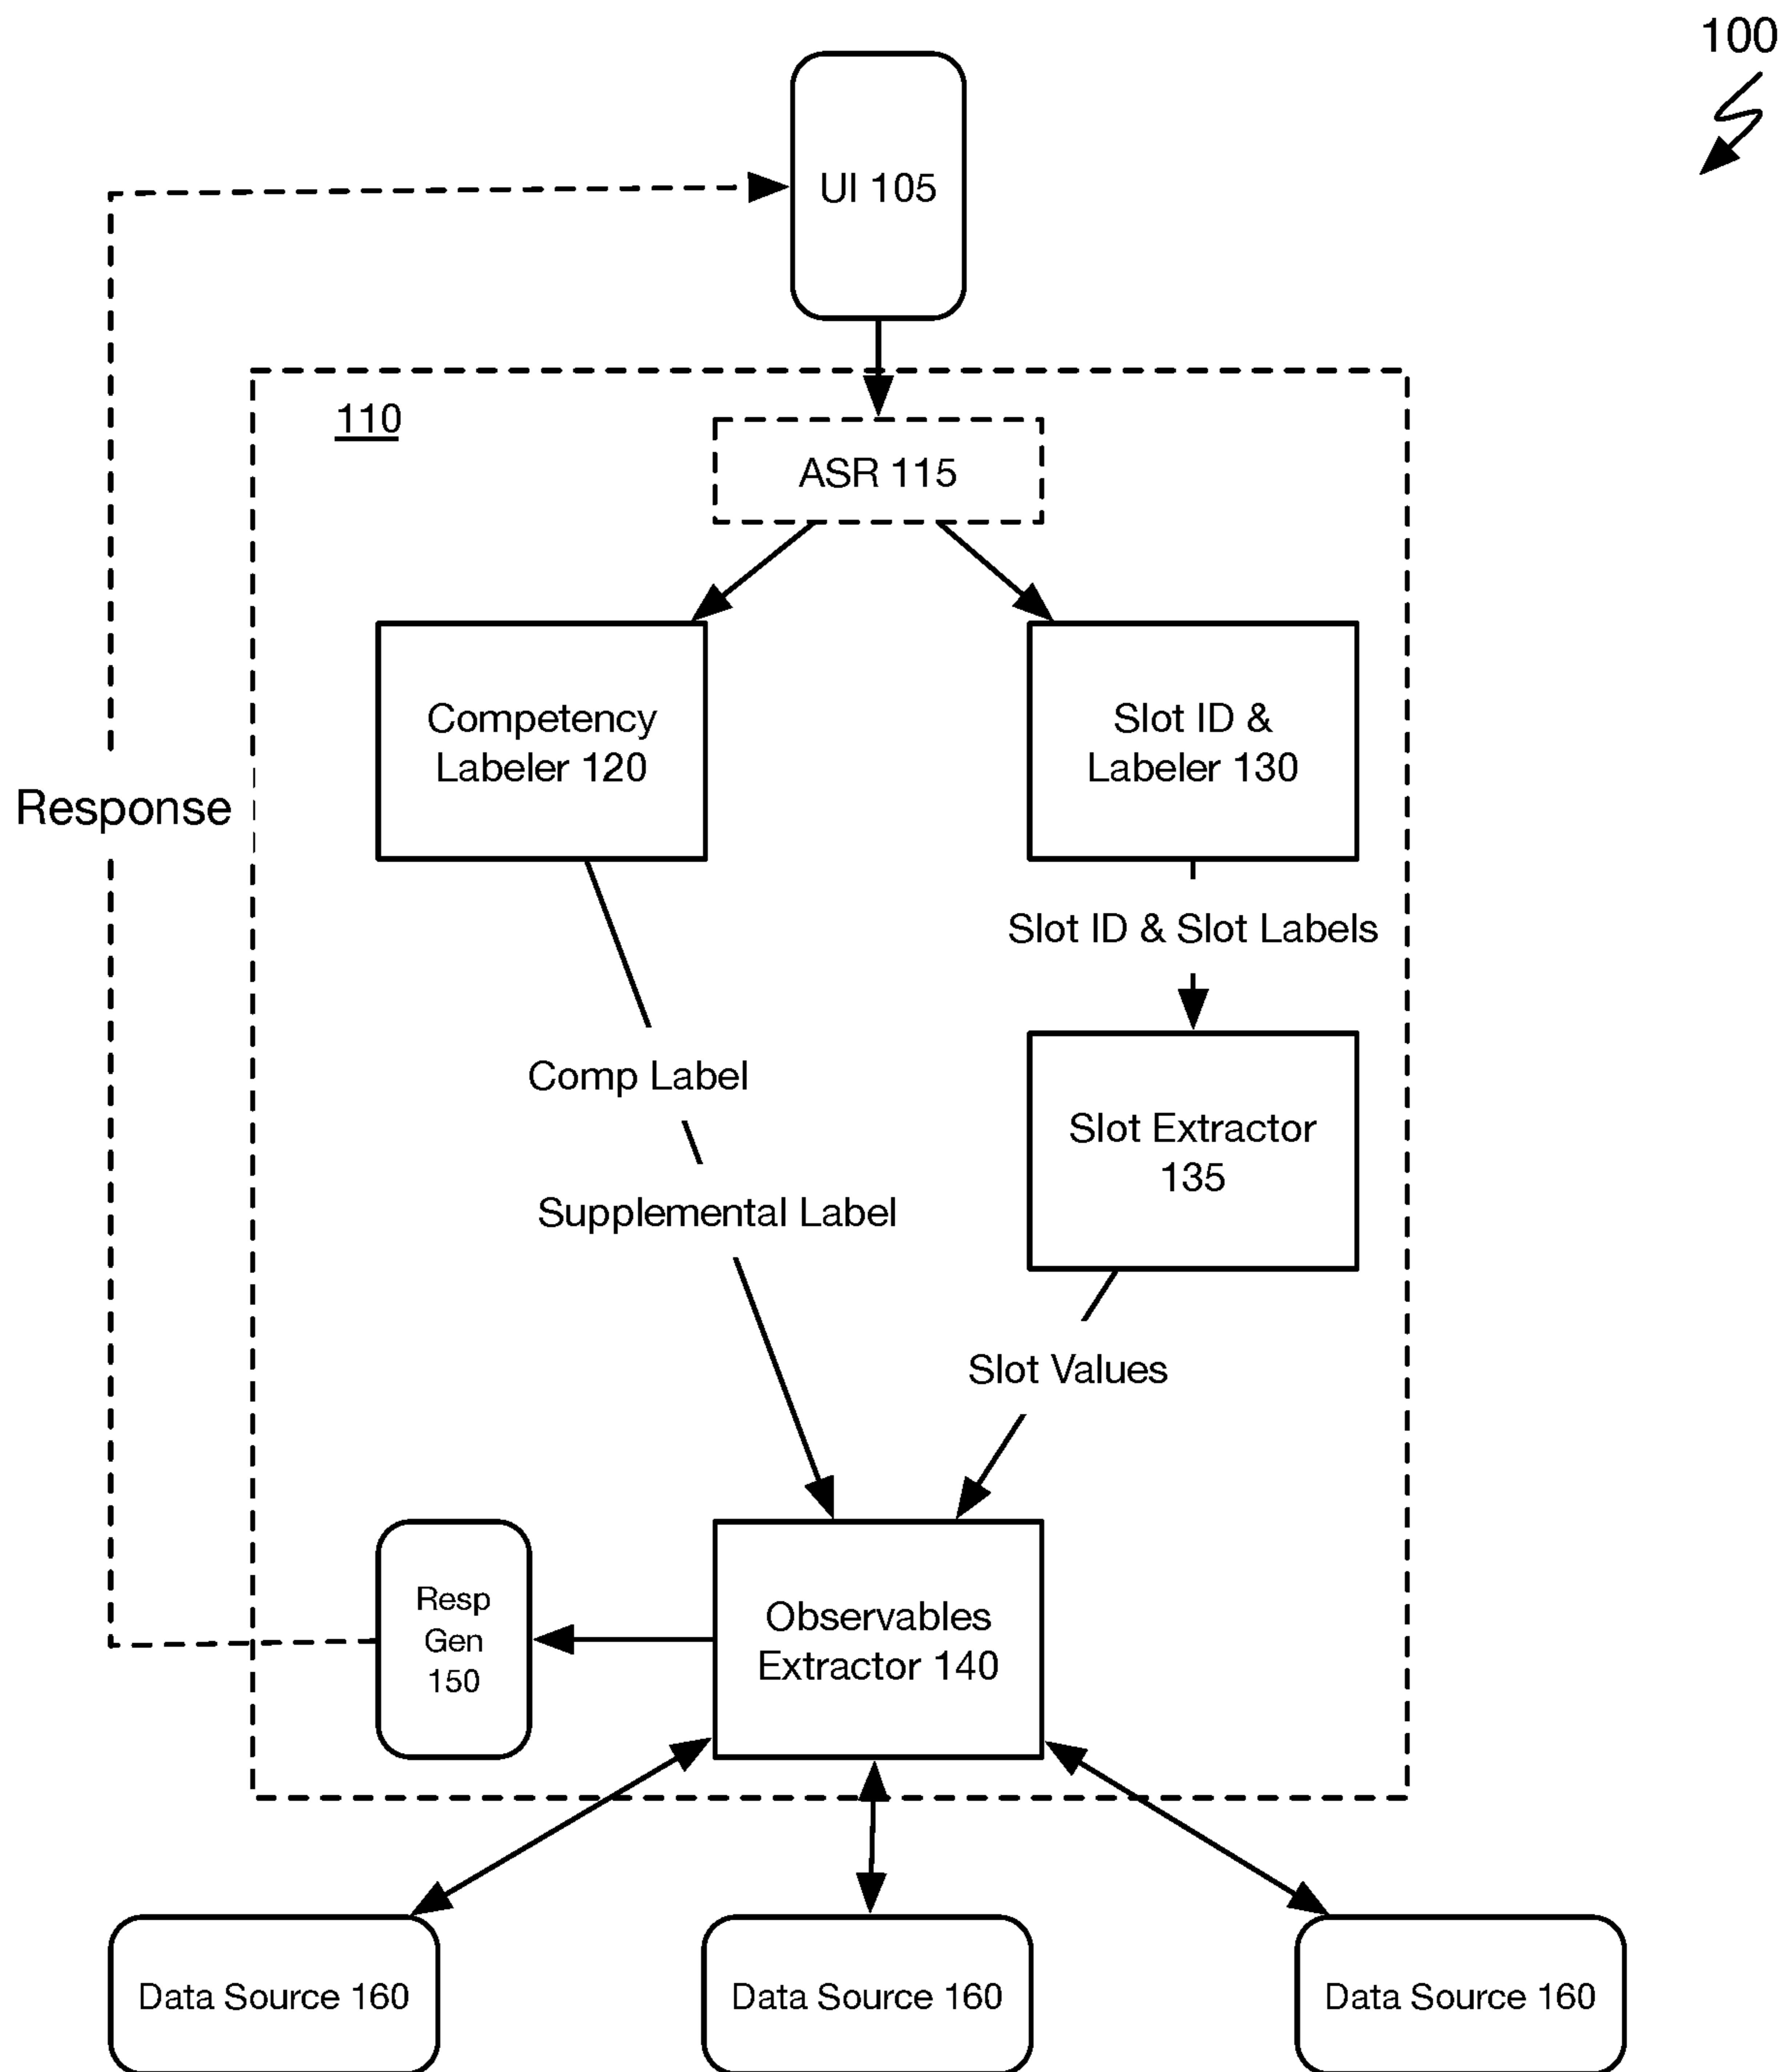 100
UI 105
110
ASR 115
Competency
Labeler 120
Slot ID &
Labeler 130
Response
Slot ID & Slot Labels
Comp Label
Slot Extractor
135
Supplemental Label
Slot Values
Resp
Gen
150
Observables
Extractor 140
Data Source 160
Data Source 160
Data Source 160